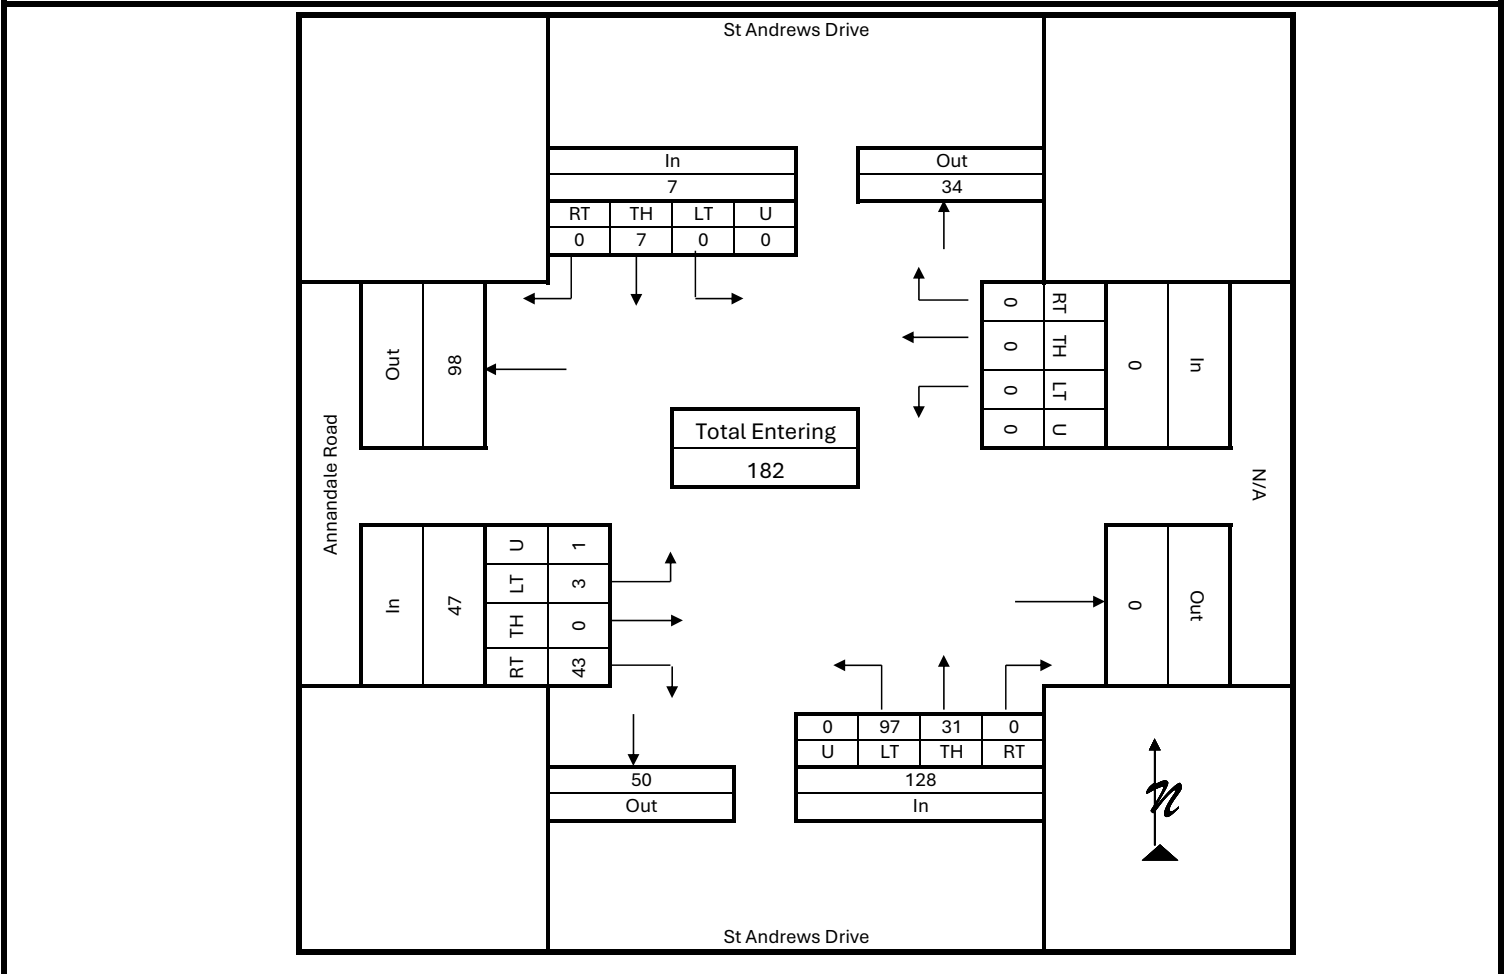 St Andrews Drive
In
7
RT TH LT U
0 7 0 0
Out
34
Out
98
RT 0
TH 0
LT 0
U 0
0
In
Total Entering
182
Annandale Road
N/A
In
47
U 1
LT 3
TH 0
RT 43
0
Out
0 97 31 0
U LT TH RT
128
In
50
Out
N
St Andrews Drive